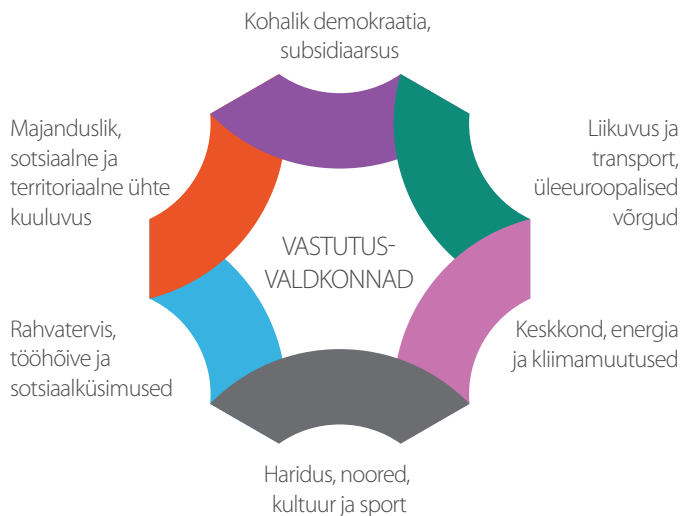 Kohalik demokraatia,
subsidiaarsus
Majanduslik,
sotsiaalne ja
territoriaalne ühte
kuuluvus
Liikuvus ja
transport,
üleeuroopalised
võrgud
VASTUTUS-
VALDKONNAD
Rahvatervis,
tööhõive ja
sotsiaalküsimused
Keskkond, energia
ja kliimamuutused
Haridus, noored,
kultuur ja sport